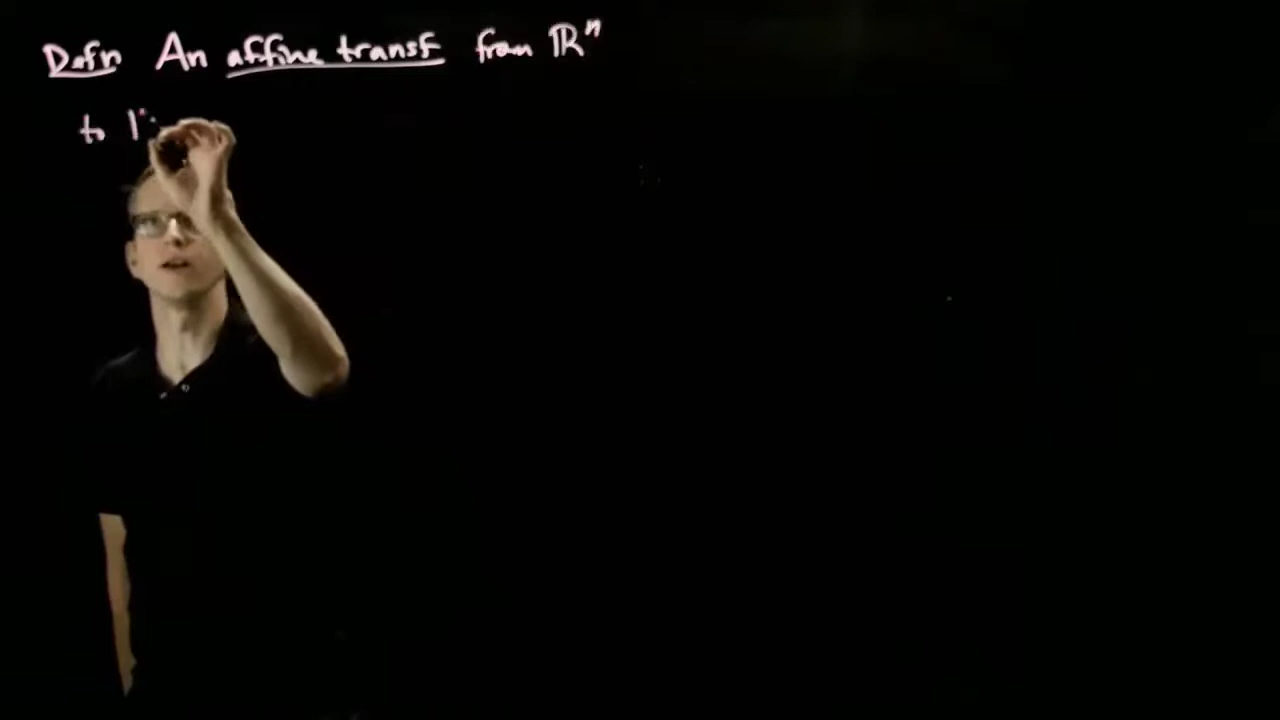 Defn An affine transf from ℝⁿ
to